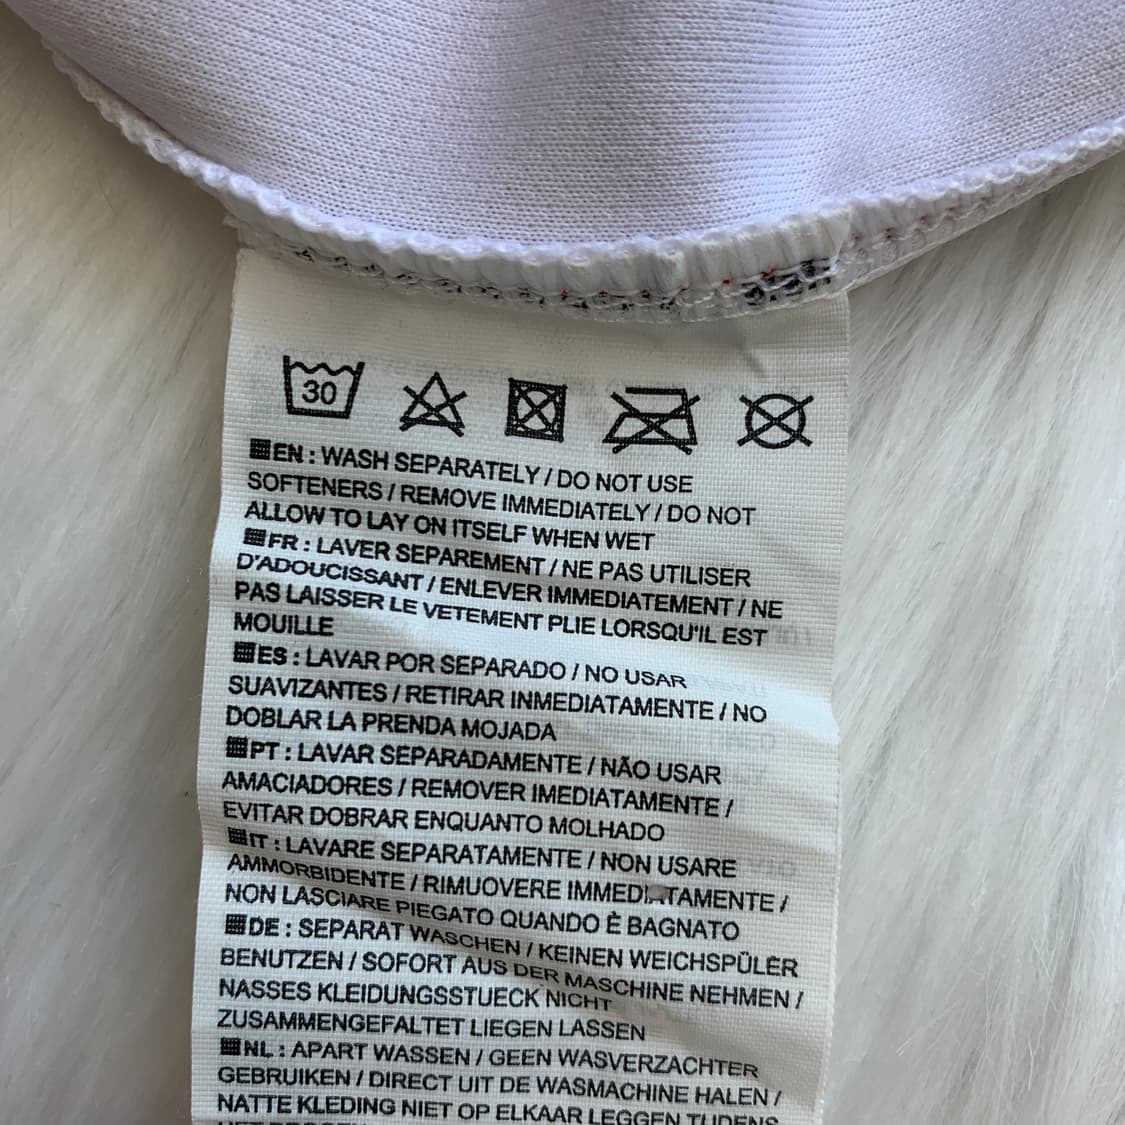 30
EN : WASH SEPARATELY / DO NOT USE
SOFTENERS / REMOVE IMMEDIATELY / DO NOT
ALLOW TO LAY ON ITSELF WHEN WET
FR : LAVER SEPAREMENT / NE PAS UTILISER
D'ADOUCISSANT / ENLEVER IMMEDIATEMENT / NE
PAS LAISSER LE VETEMENT PLIE LORSQU'IL EST
MOUILLE
ES : LAVAR POR SEPARADO / NO USAR
SUAVIZANTES / RETIRAR INMEDIATAMENTE / NO
DOBLAR LA PRENDA MOJADA
PT : LAVAR SEPARADAMENTE / NÃO USAR
AMACIADORES / REMOVER IMEDIATAMENTE /
EVITAR DOBRAR ENQUANTO MOLHADO
IT : LAVARE SEPARATAMENTE / NON USARE
AMMORBIDENTE / RIMUOVERE IMMEDIATAMENTE /
NON LASCIARE PIEGATO QUANDO È BAGNATO
DE : SEPARAT WASCHEN / KEINEN WEICHSPÜLER
BENUTZEN / SOFORT AUS DER MASCHINE NEHMEN /
NASSES KLEIDUNGSSTUECK NICHT
ZUSAMMENGEFALTET LIEGEN LASSEN
NL : APART WASSEN / GEEN WASVERZACHTER
GEBRUIKEN / DIRECT UIT DE WASMACHINE HALEN /
NATTE KLEDING NIET OP ELKAAR LEGGEN TIJDENS